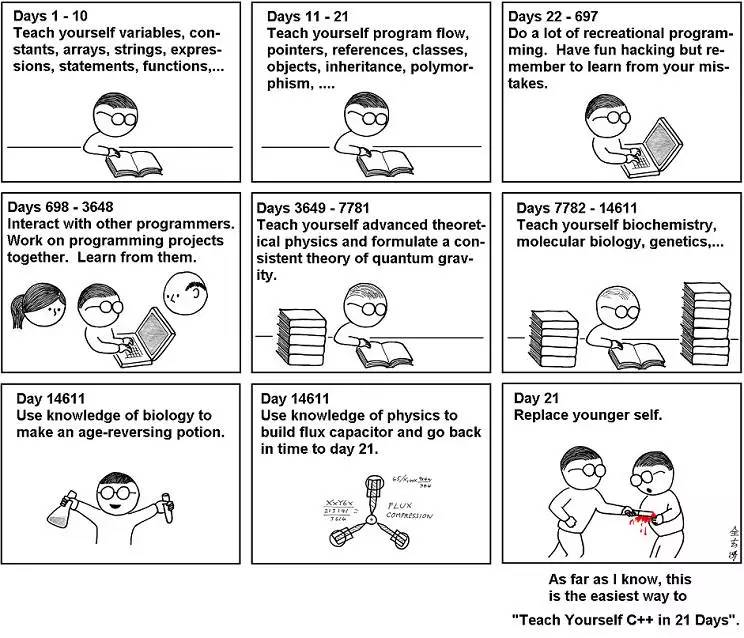 Days 1 - 10
Teach yourself variables, con-
stants, arrays, strings, expres-
sions, statements, functions,...
Days 11 - 21
Teach yourself program flow,
pointers, references, classes,
objects, inheritance, polymor-
phism, ....
Days 22 - 697
Do a lot of recreational program-
ming. Have fun hacking but re-
member to learn from your mis-
takes.
Days 698 - 3648
Interact with other programmers.
Work on programming projects
together. Learn from them.
Days 3649 - 7781
Teach yourself advanced theoret-
ical physics and formulate a con-
sistent theory of quantum grav-
ity.
Days 7782 - 14611
Teach yourself biochemistry,
molecular biology, genetics,...
Day 14611
Use knowledge of biology to
make an age-reversing potion.
Day 14611
Use knowledge of physics to
build flux capacitor and go back
in time to day 21.
FLUX
COMPRESSION
Day 21
Replace younger self.
As far as I know, this
is the easiest way to
"Teach Yourself C++ in 21 Days".